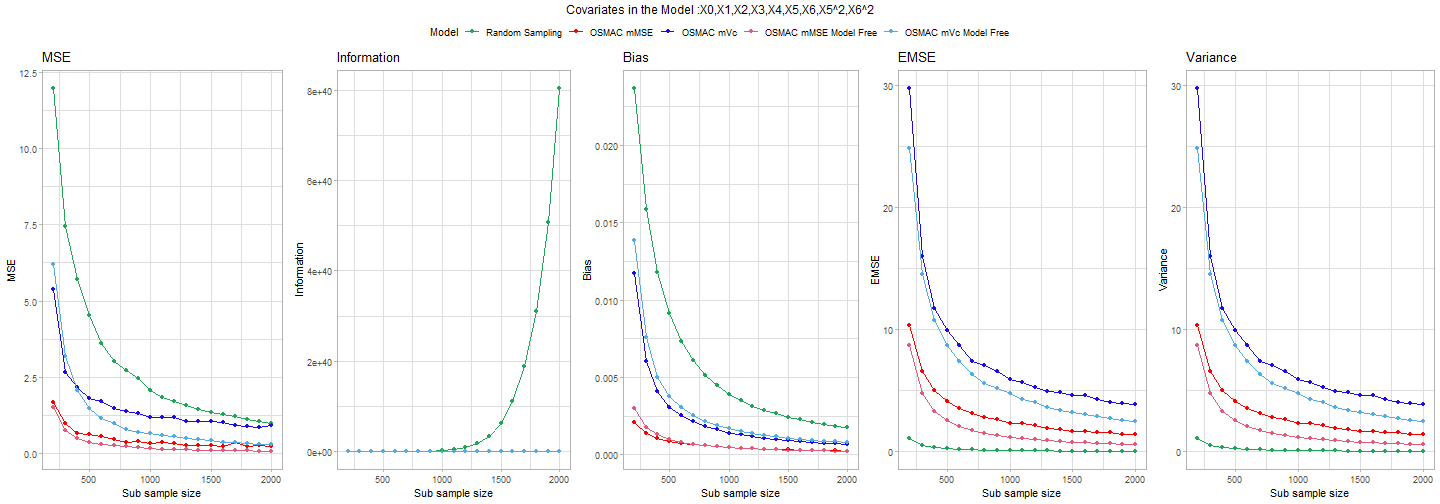 Covariates in the Model :X0,X1,X2,X3,X4,X5,X6,X5^2,X6^2
Model Random Sampling OSMAC mMSE OSMAC mVc OSMAC mMSE Model Free OSMAC mVc Model Free
MSE
MSE
12.5
10.0
7.5
5.0
2.5
0.0
500 1000 1500 2000
Sub sample size
Information
Information
8e+40
6e+40
4e+40
2e+40
0e+00
500 1000 1500 2000
Sub sample size
Bias
Bias
0.020
0.015
0.010
0.005
0.000
500 1000 1500 2000
Sub sample size
EMSE
EMSE
30
20
10
0
500 1000 1500 2000
Sub sample size
Variance
Variance
30
20
10
0
500 1000 1500 2000
Sub sample size